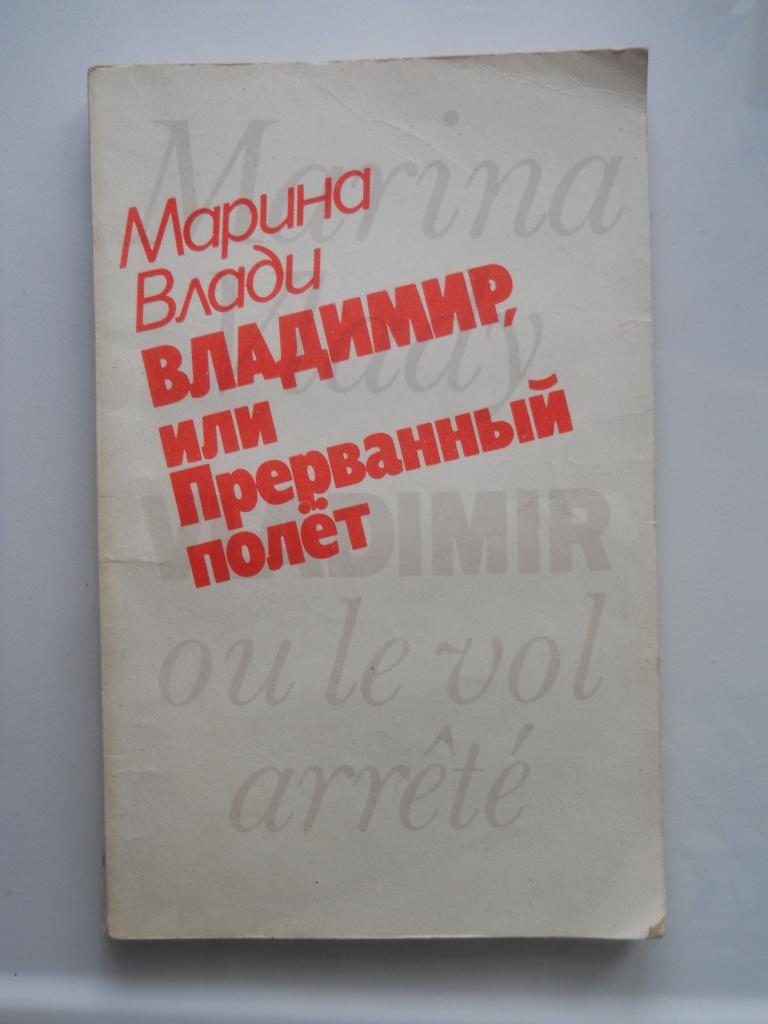 Marina
Vlady
VLADIMIR
ou le vol
arrêté
Марина
Влади
ВЛАДИМИР,
или
Прерванный
полёт